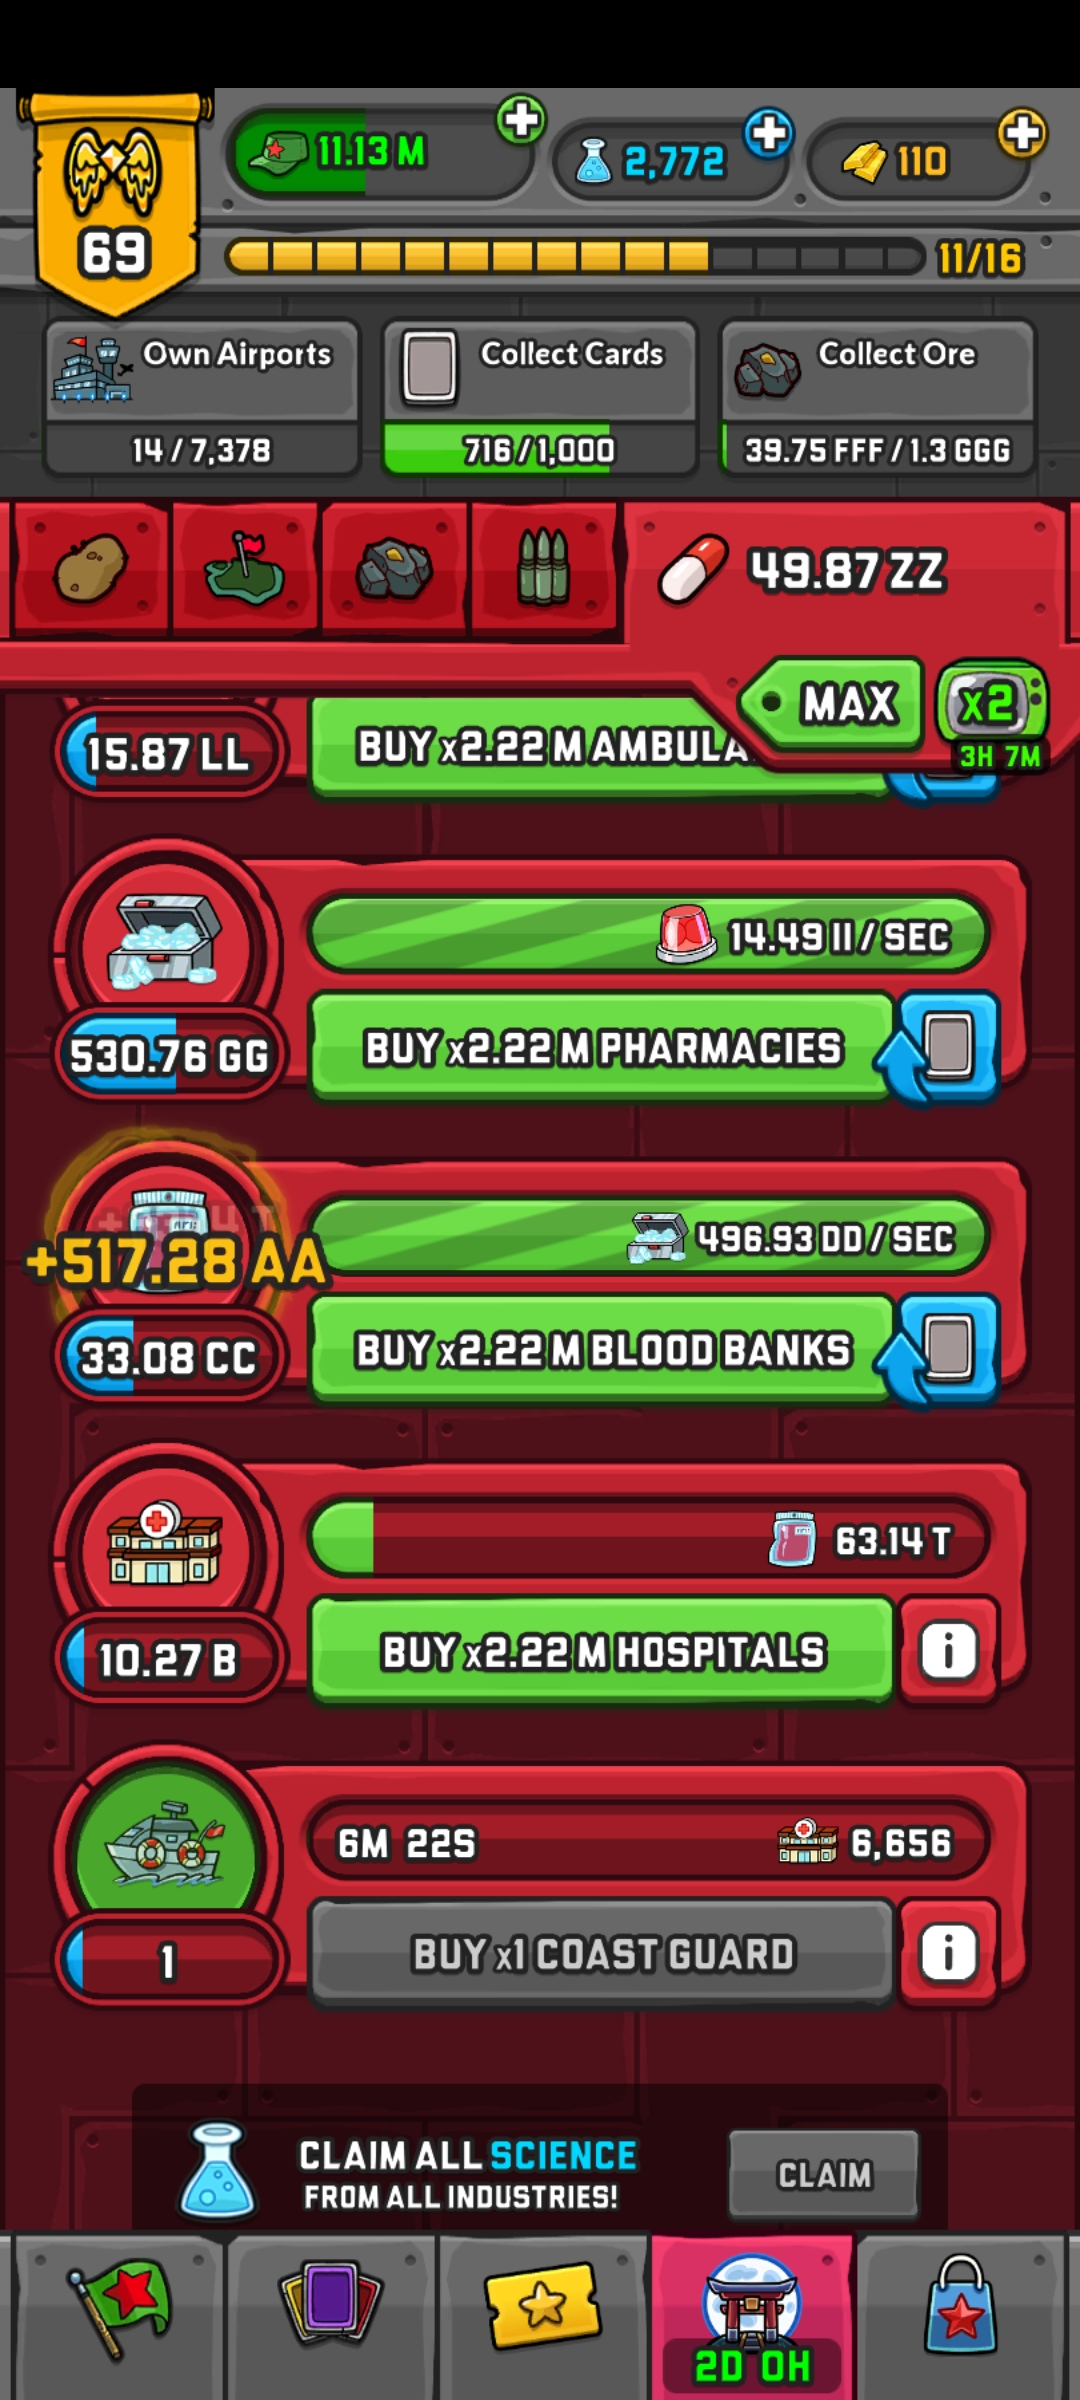 69
11.13 M
2,772
110
11/16
Own Airports
14 / 7,378
Collect Cards
716 / 1,000
Collect Ore
39.75 FFF / 1.3 GGG
49.87 ZZ
MAX
x2
3H 7M
15.87 LL
BUY x2.22 M AMBULA
14.49 II / SEC
530.76 GG
BUY x2.22 M PHARMACIES
+517.28 AA
496.93 DD / SEC
33.08 CC
BUY x2.22 M BLOOD BANKS
63.14 T
10.27 B
BUY x2.22 M HOSPITALS
i
6M 22S
6,656
1
BUY x1 COAST GUARD
i
CLAIM ALL SCIENCE
FROM ALL INDUSTRIES!
CLAIM
2D 0H